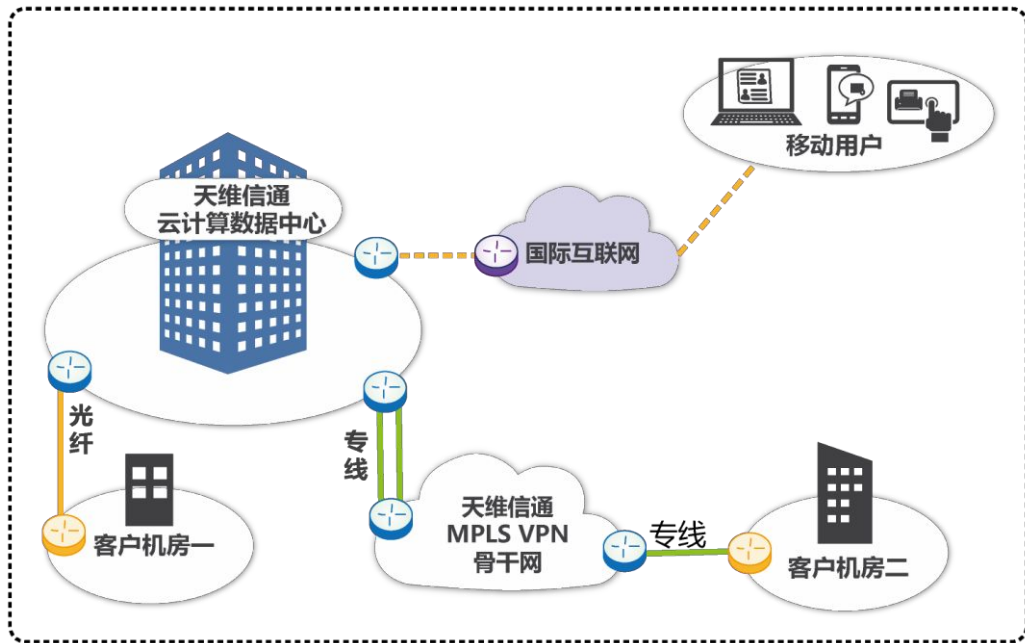 移动用户
天维信通
云计算数据中心
国际互联网
光纤
专线
客户机房一
天维信通
MPLS VPN
骨干网
专线
客户机房二